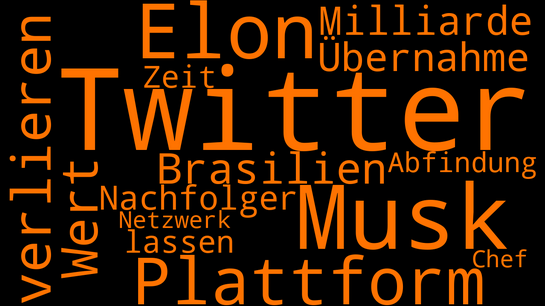 Elon
Milliarde
Übernahme
Zeit
Twitter
verlieren
Wert
Brasilien
Abfindung
Nachfolger
Musk
Netzwerk
lassen
Chef
Plattform